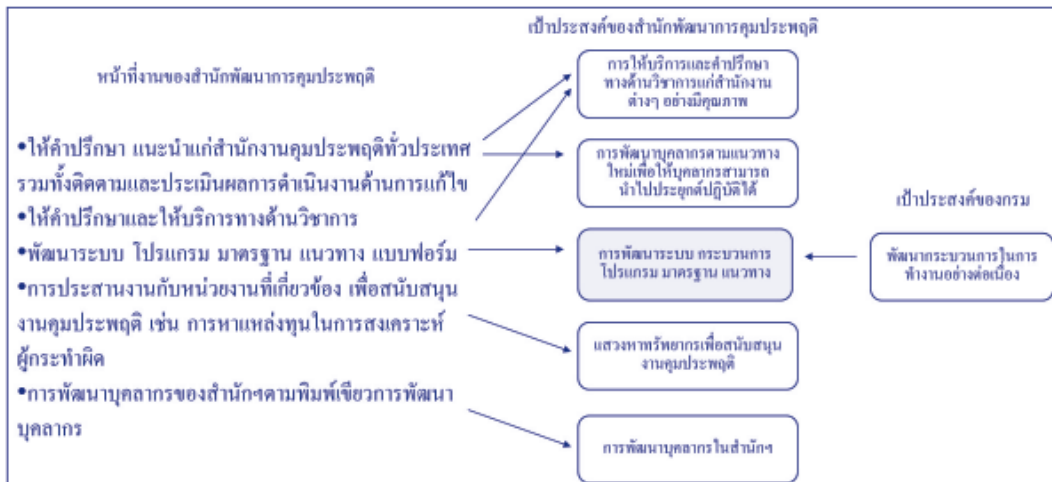 เป้าประสงค์ของสำนักพัฒนาการคุมประพฤติ
หน้าที่งานของสำนักพัฒนาการคุมประพฤติ
•ให้คำปรึกษา แนะนำแก่สำนักงานคุมประพฤติทั่วประเทศ
รวมทั้งติดตามและประเมินผลการดำเนินงานด้านการแก้ไข
•ให้คำปรึกษาและให้บริการทางด้านวิชาการ
•พัฒนาระบบ โปรแกรม มาตรฐาน แนวทาง แบบฟอร์ม
•การประสานงานกับหน่วยงานที่เกี่ยวข้อง เพื่อสนับสนุน
งานคุมประพฤติ เช่น การหาแหล่งทุนในการสงเคราะห์
ผู้กระทำผิด
•การพัฒนาบุคลากรของสำนักฯตามพิมพ์เขียวการพัฒนา
บุคลากร
การให้บริการและคำปรึกษา
ทางด้านวิชาการแก่สำนักงาน
ต่างๆ อย่างมีคุณภาพ
การพัฒนาบุคลากรตามแนวทาง
ใหม่เพื่อให้บุคลากรสามารถ
นำไปประยุกต์ปฏิบัติได้
การพัฒนาระบบ กระบวนการ
โปรแกรม มาตรฐาน แนวทาง
แสวงหาทรัพยากรเพื่อสนับสนุน
งานคุมประพฤติ
การพัฒนาบุคลากรในสำนักฯ
เป้าประสงค์ของกรม
พัฒนากระบวนการในการ
ทำงานอย่างต่อเนื่อง